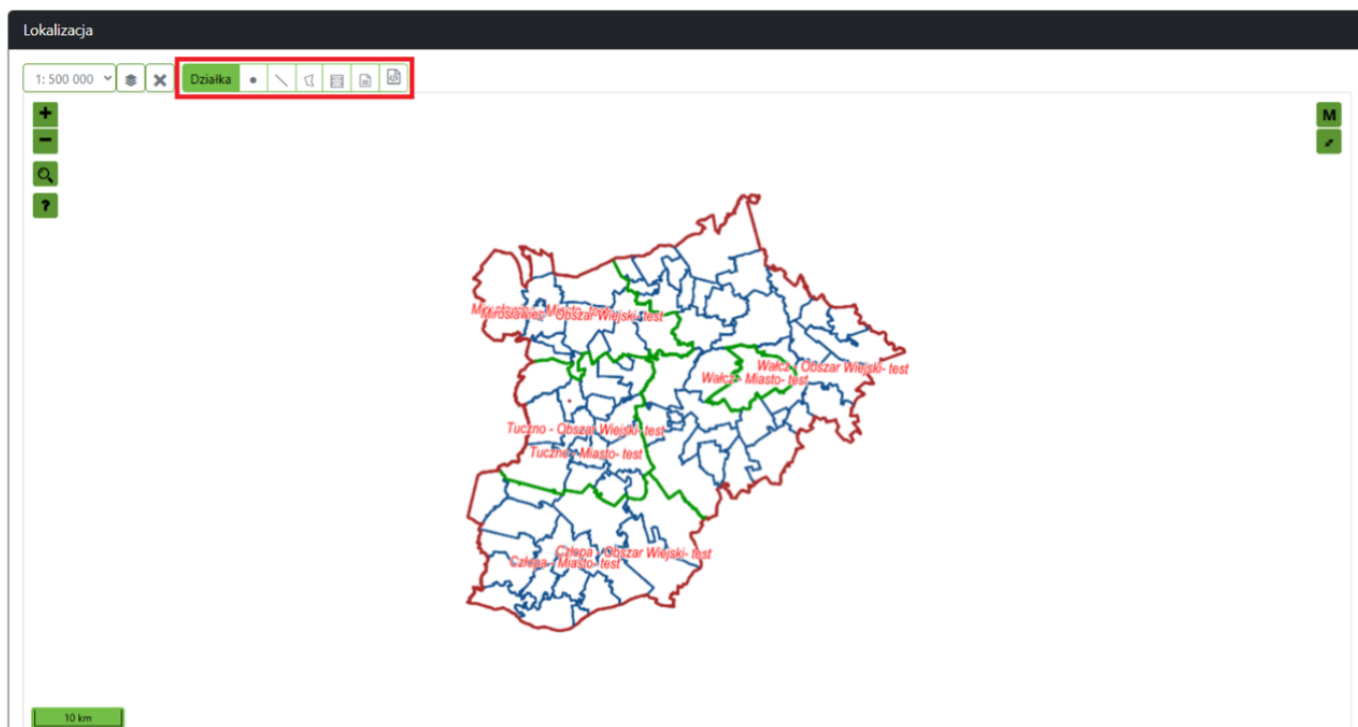 Lokalizacja
1: 500 000
Działka
+
−
?
M
Mirosławiec - Obszar Wiejski- test
Wałcz - Obszar Wiejski- test
Wałcz - Miasto- test
Tuczno - Obszar Wiejski- test
Tuczno - Miasto- test
Człopa - Obszar Wiejski- test
Człopa - Miasto- test
10 km